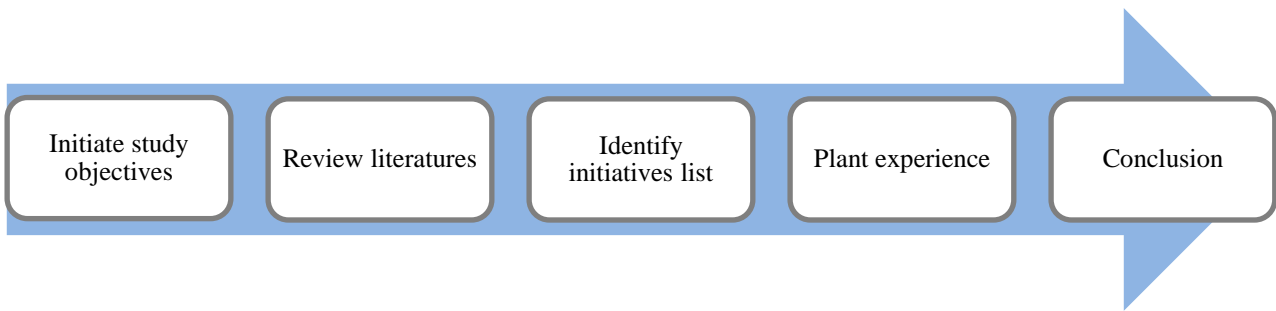 Initiate study
objectives
Review literatures
Identify
initiatives list
Plant experience
Conclusion